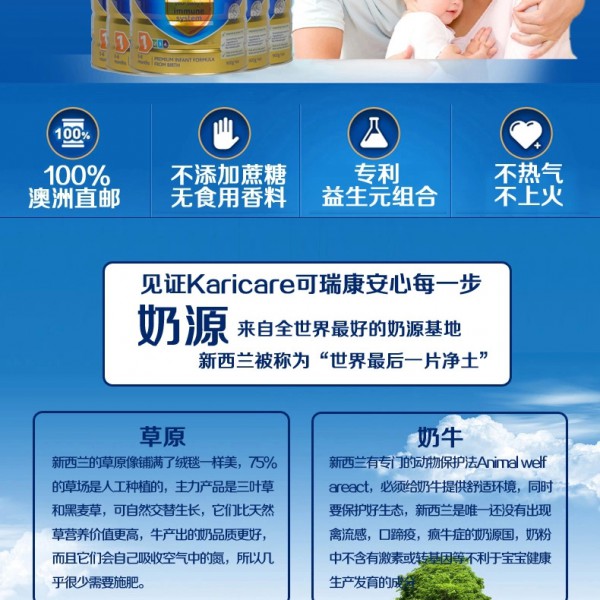 Immune
system
1
PREMIUM INFANT FORMULA
FROM BIRTH
100%
100%
澳洲直邮
不添加蔗糖
无食用香料
专利
益生元组合
不热气
不上火
见证Karicare可瑞康安心每一步
奶源 来自全世界最好的奶源基地
新西兰被称为“世界最后一片净土”
草原
新西兰的草原像铺满了绒毯一样美，75%
的草场是人工种植的，主力产品是三叶草
和黑麦草，可自然交替生长，它们比天然
草营养价值更高，牛产出的奶品质更好，
而且它们会自己吸收空气中的氮，所以几
乎很少需要施肥。
奶牛
新西兰有专门的动物保护法Animal welf
areact，必须给奶牛提供舒适环境，同时
要保护好生态，新西兰是唯一还没有出现
禽流感，口蹄疫，疯牛症的奶源国，奶粉
中不含有激素或转基因等不利于宝宝健康
生产发育的成分